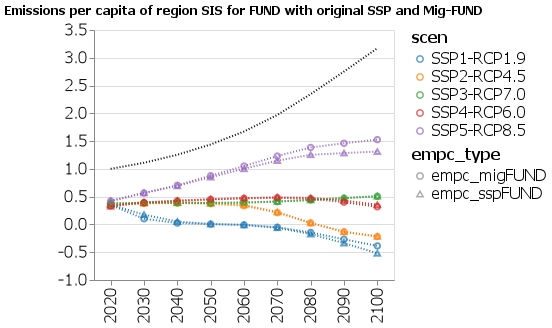 Emissions per capita of region SIS for FUND with original SSP and Mig-FUND
3.5
3.0
2.5
2.0
1.5
1.0
0.5
0.0
-0.5
-1.0
2020
2030
2040
2050
2060
2070
2080
2090
2100
scen
SSP1-RCP1.9
SSP2-RCP4.5
SSP3-RCP7.0
SSP4-RCP6.0
SSP5-RCP8.5
empc_type
empc_migFUND
empc_sspFUND